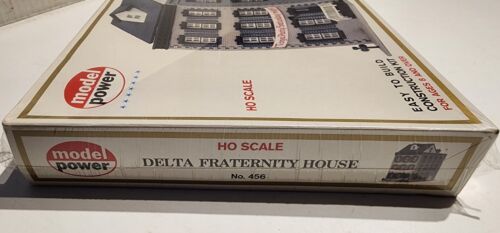 model
power
HO SCALE
EASY TO BUILD
CONSTRUCTION KIT
FOR AGES 8 AND OVER
model
power
HO SCALE
DELTA FRATERNITY HOUSE
No. 456